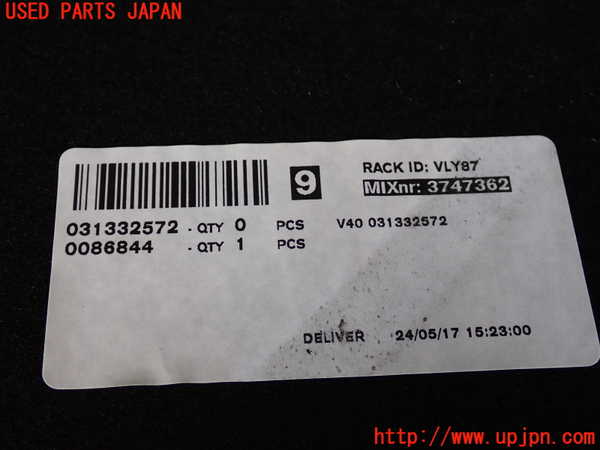 USED PARTS JAPAN
9
RACK ID: VLY87
MIXnr: 3747362
031332572 - QTY 0 PCS V40 031332572
0086844 - QTY 1 PCS
DELIVER 24/05/17 15:23:00
http://www.upjpn.com/